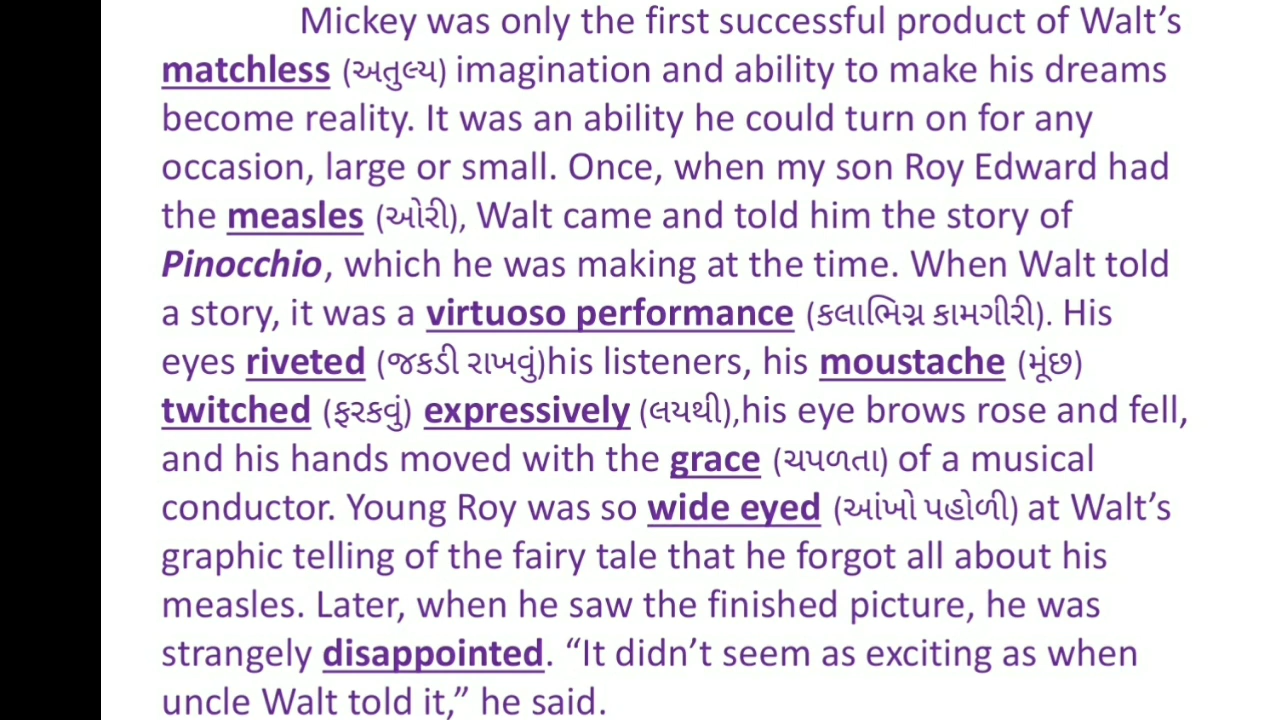 Mickey was only the first successful product of Walt’s
matchless (અતુલ્ય) imagination and ability to make his dreams
become reality. It was an ability he could turn on for any
occasion, large or small. Once, when my son Roy Edward had
the measles (ઓરી), Walt came and told him the story of
Pinocchio, which he was making at the time. When Walt told
a story, it was a virtuoso performance (કલાભિગ્ન કામગીરી). His
eyes riveted (જકડી રાખવું)his listeners, his moustache (મૂંછ)
twitched (ફરકવું) expressively (લયથી),his eye brows rose and fell,
and his hands moved with the grace (ચપળતા) of a musical
conductor. Young Roy was so wide eyed (આંખો પહોળી) at Walt’s
graphic telling of the fairy tale that he forgot all about his
measles. Later, when he saw the finished picture, he was
strangely disappointed. “It didn’t seem as exciting as when
uncle Walt told it,” he said.